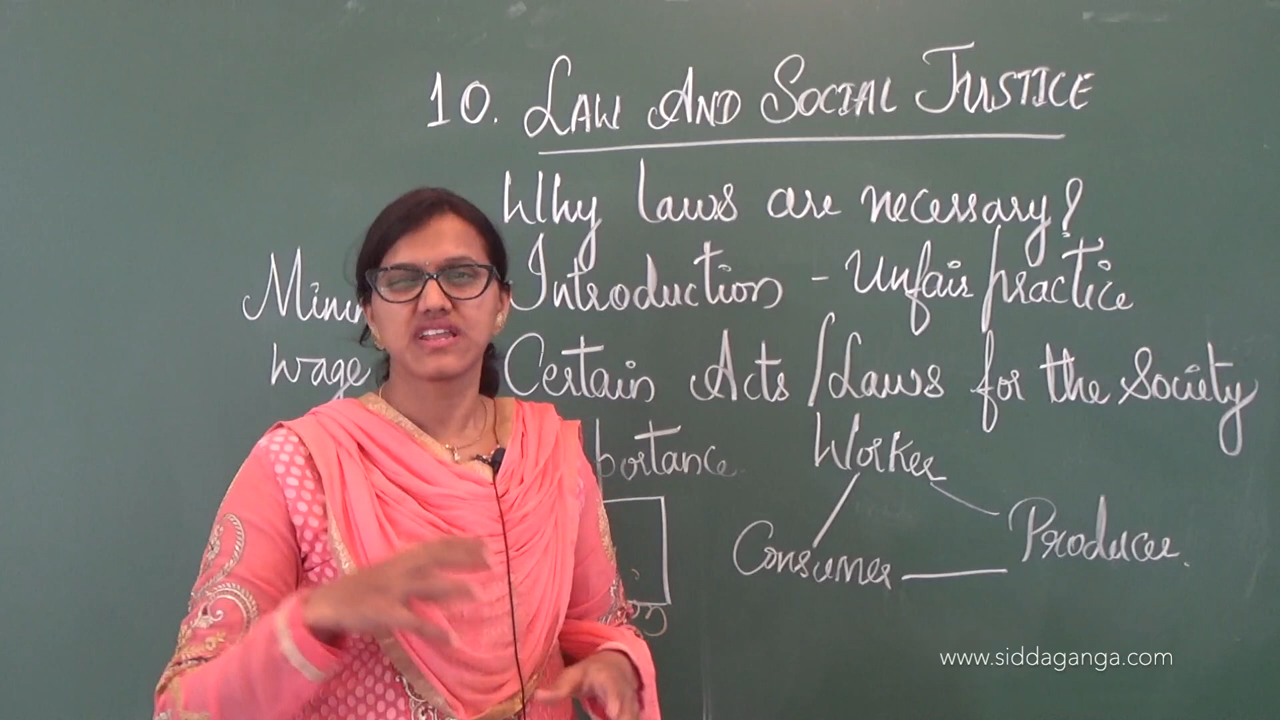 10. LAW AND SOCIAL JUSTICE
Why laws are necessary?
Introduction - Unfair practice
Wage
Certain Acts/Laws for the Society
Worker
Consumer
Producer.
www.siddaganga.com